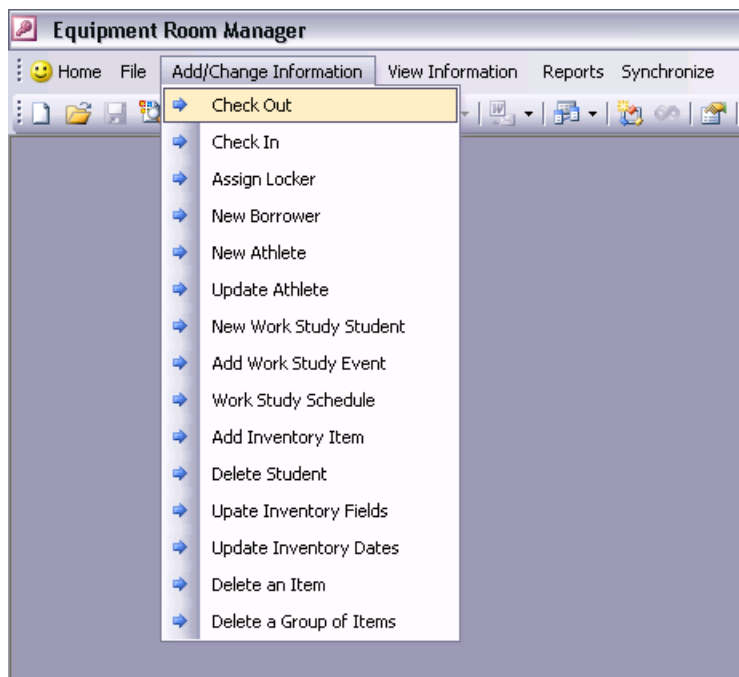 Equipment Room Manager
Home File Add/Change Information View Information Reports Synchronize
Check Out
Check In
Assign Locker
New Borrower
New Athlete
Update Athlete
New Work Study Student
Add Work Study Event
Work Study Schedule
Add Inventory Item
Delete Student
Upate Inventory Fields
Update Inventory Dates
Delete an Item
Delete a Group of Items